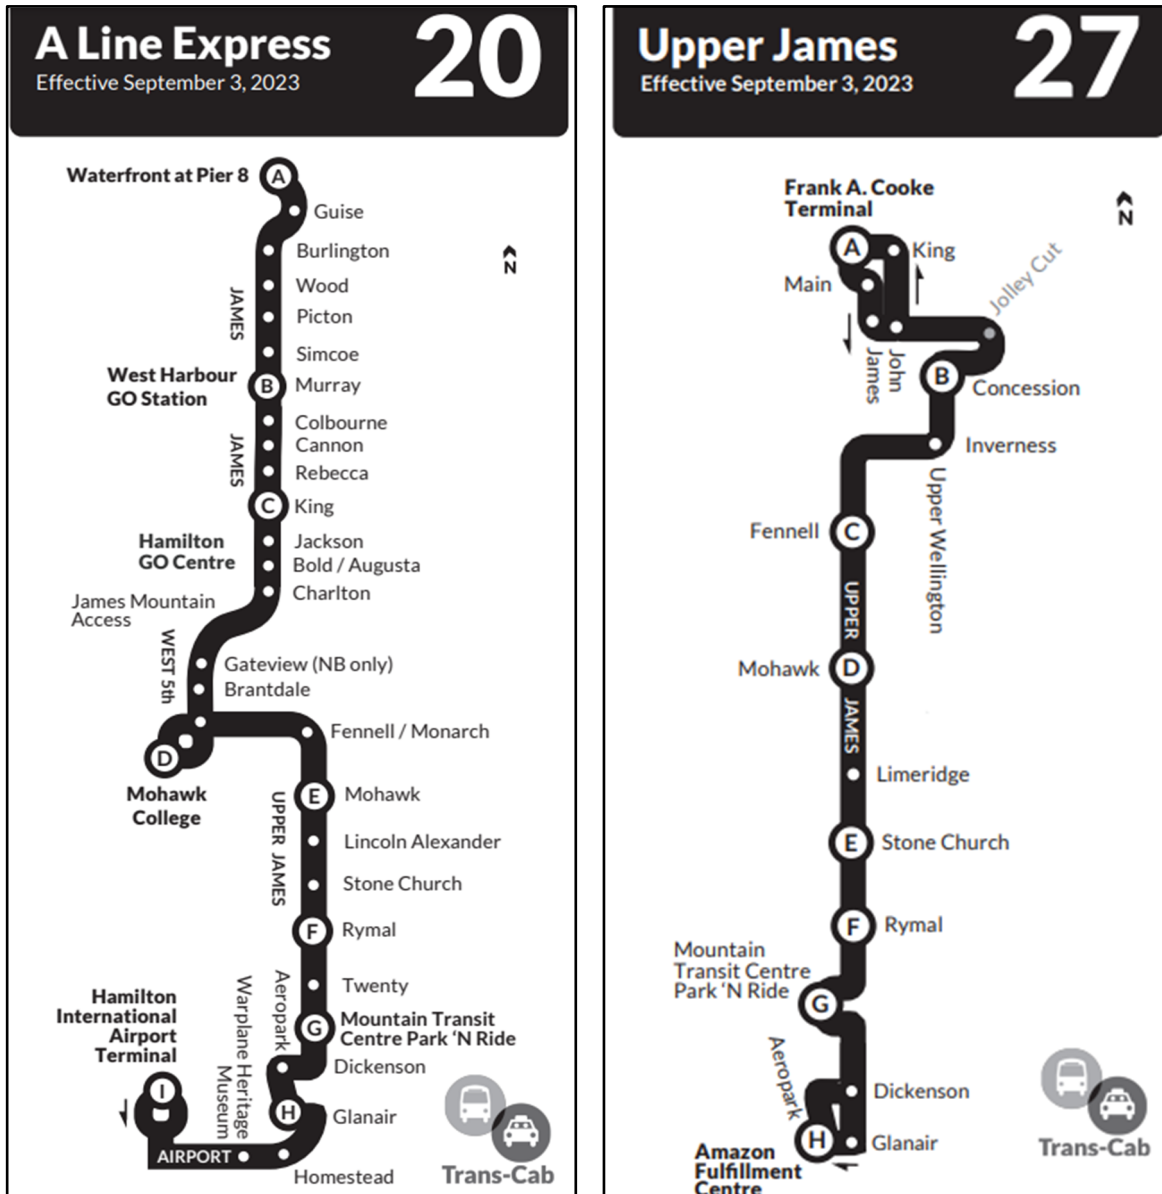 A Line Express
20
Effective September 3, 2023
Waterfront at Pier 8
A
Guise
Burlington
N
Wood
JAMES
Picton
Simcoe
West Harbour
GO Station
B
Murray
Colbourne
JAMES
Cannon
Rebecca
C
King
Hamilton
GO Centre
Jackson
Bold / Augusta
Charlton
James Mountain
Access
WEST 5th
Gateview (NB only)
Brantdale
Fennell / Monarch
D
Mohawk
College
E
Mohawk
UPPER JAMES
Lincoln Alexander
Stone Church
F
Rymal
Twenty
Aeropark
G
Mountain Transit
Centre Park 'N Ride
Hamilton
International
Airport
Terminal
Warplane Heritage
Museum
Dickenson
I
H
Glanair
AIRPORT
Homestead
Trans-Cab
Upper James
27
Effective September 3, 2023
Frank A. Cooke
Terminal
N
A
King
Main
Jolley Cut
James
John
B
Concession
Inverness
Upper Wellington
Fennell
C
UPPER
Mohawk
D
JAMES
Limeridge
E
Stone Church
F
Rymal
Mountain
Transit Centre
Park 'N Ride
G
Aeropark
Dickenson
H
Glanair
Amazon
Fulfillment
Centre
Trans-Cab